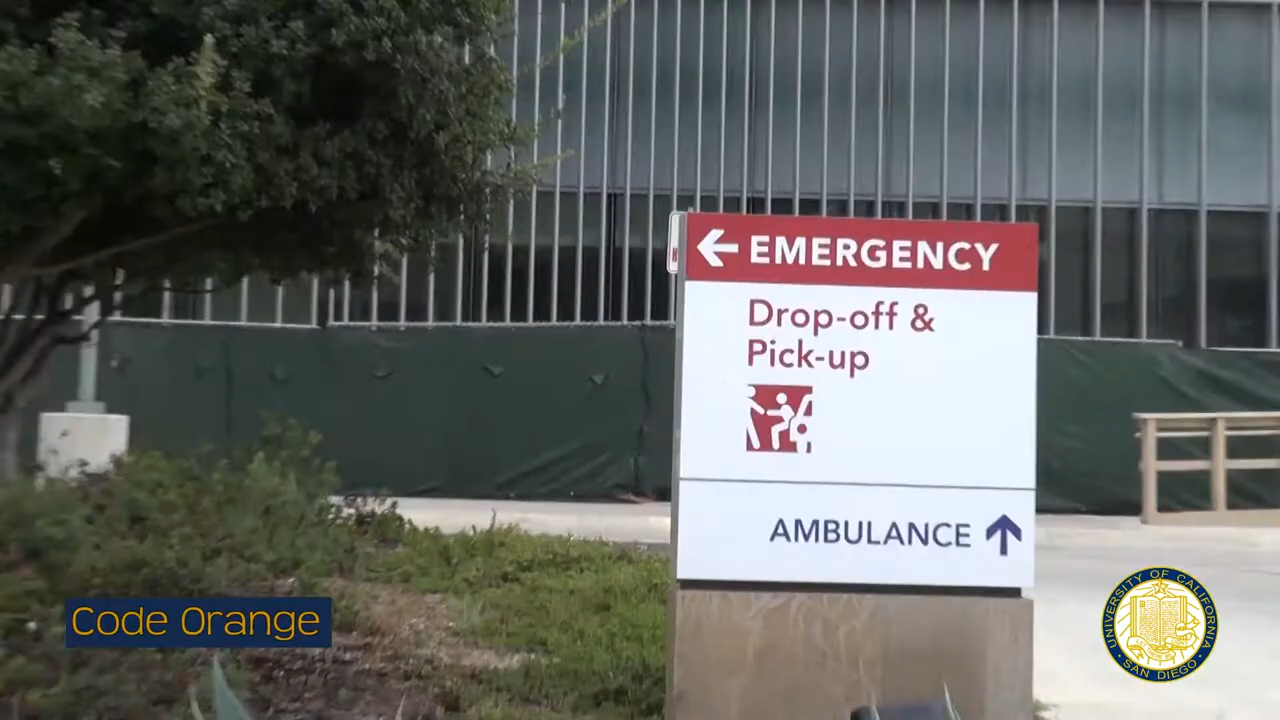 EMERGENCY
Drop-off &
Pick-up
AMBULANCE
Code Orange
UNIVERSITY OF CALIFORNIA
SAN DIEGO